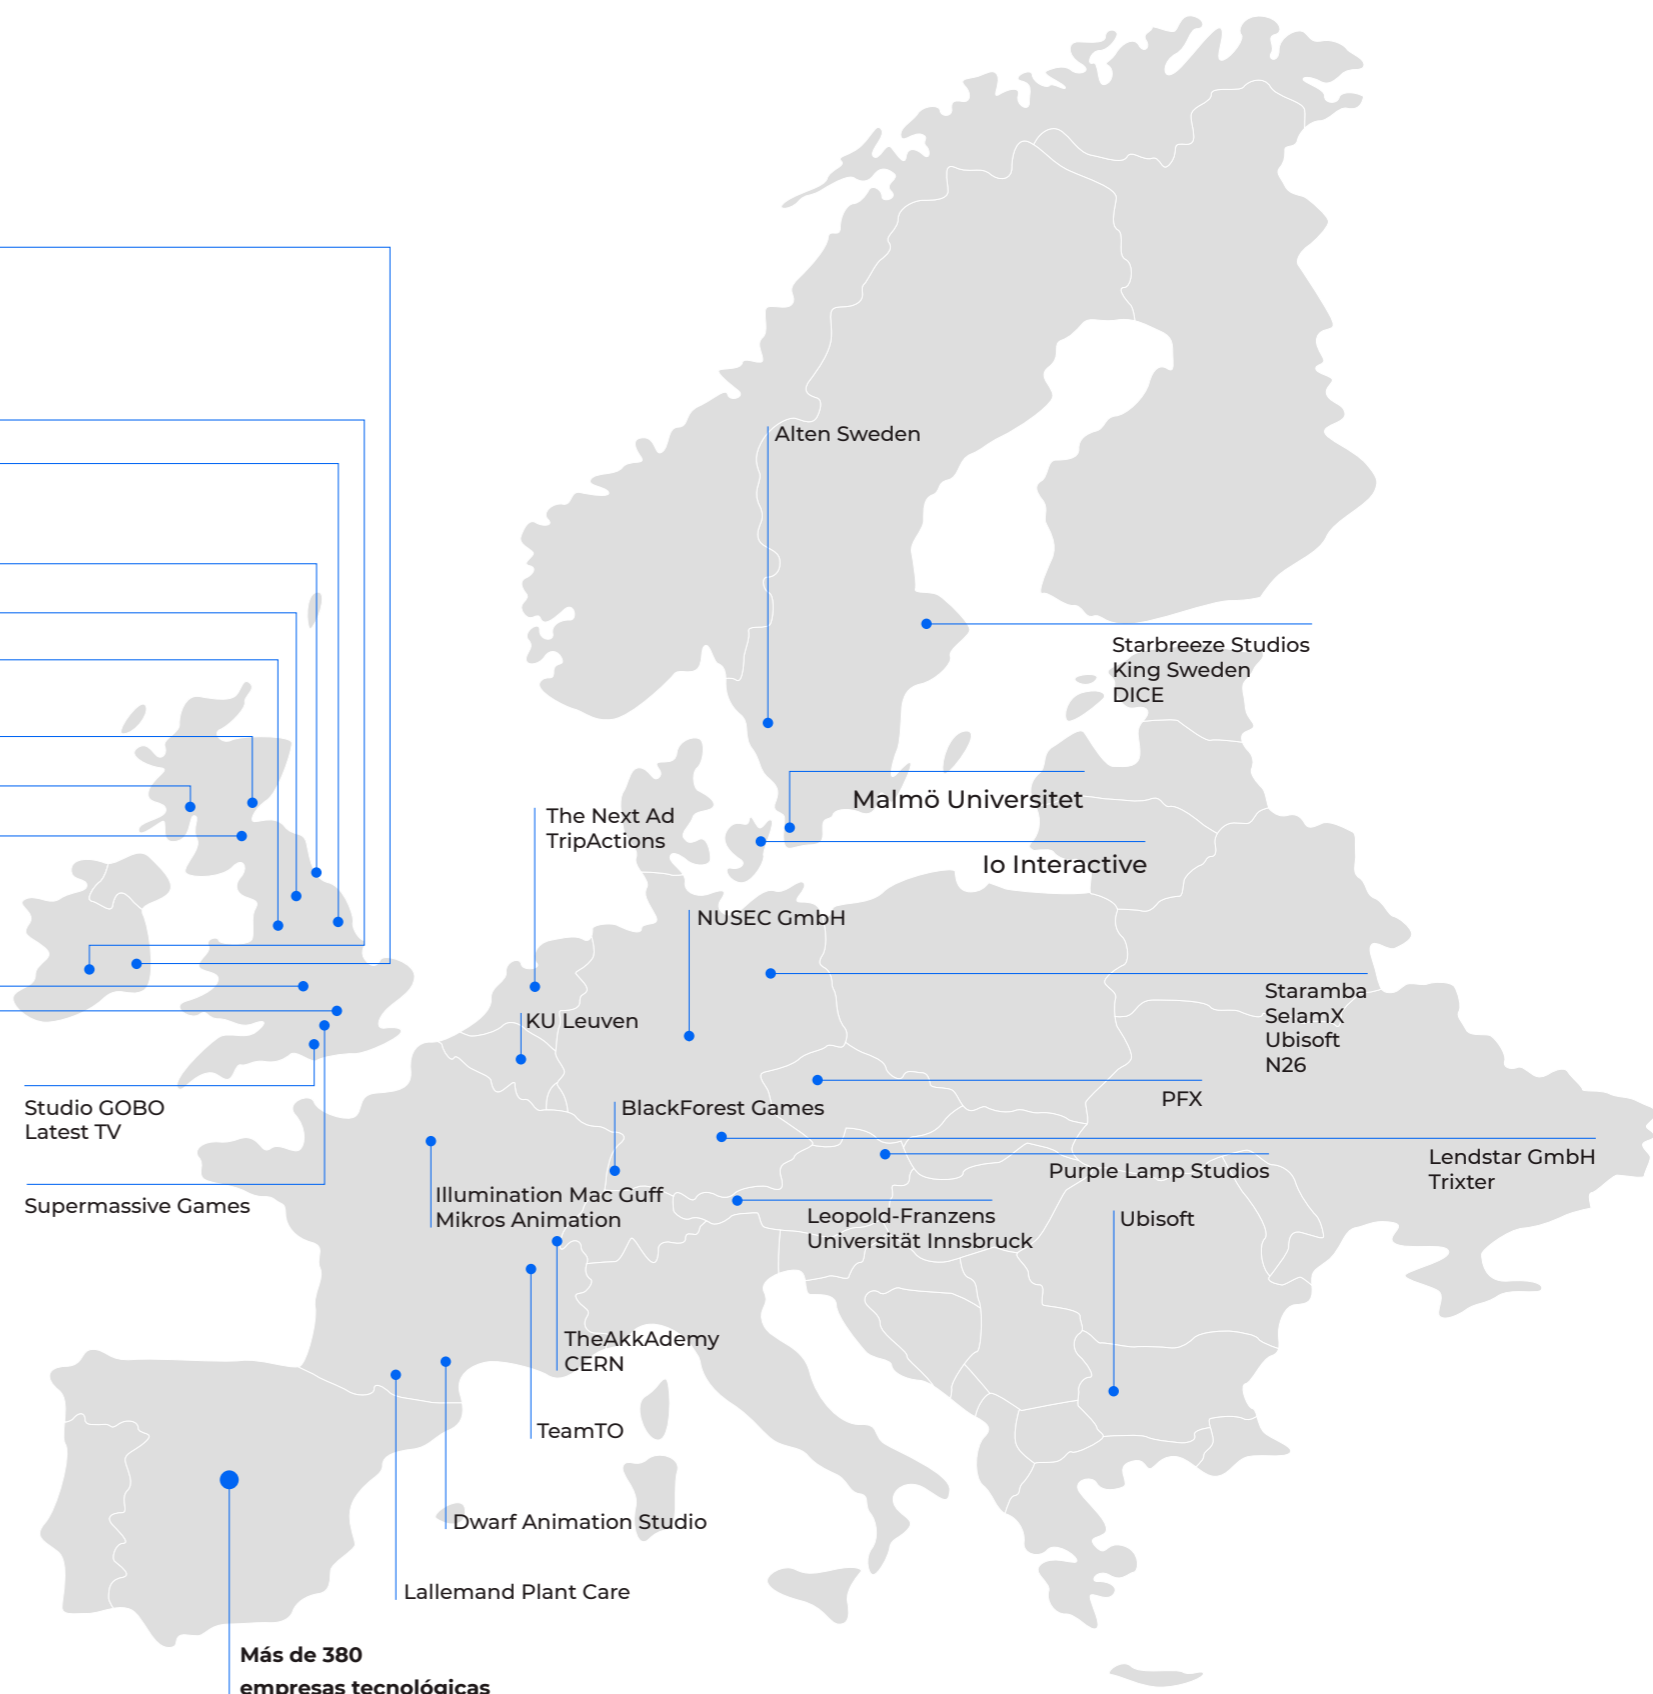 Alten Sweden
Starbreeze Studios
King Sweden
DICE
Malmö Universitet
The Next Ad
TripActions
Io Interactive
NUSEC GmbH
Staramba
SelamX
Ubisoft
N26
KU Leuven
PFX
Studio GOBO
Latest TV
BlackForest Games
Lendstar GmbH
Trixter
Purple Lamp Studios
Supermassive Games
Illumination Mac Guff
Mikros Animation
Leopold-Franzens
Universität Innsbruck
Ubisoft
TheAkkAdemy
CERN
TeamTO
Dwarf Animation Studio
Lallemand Plant Care
Más de 380
empresas tecnológicas